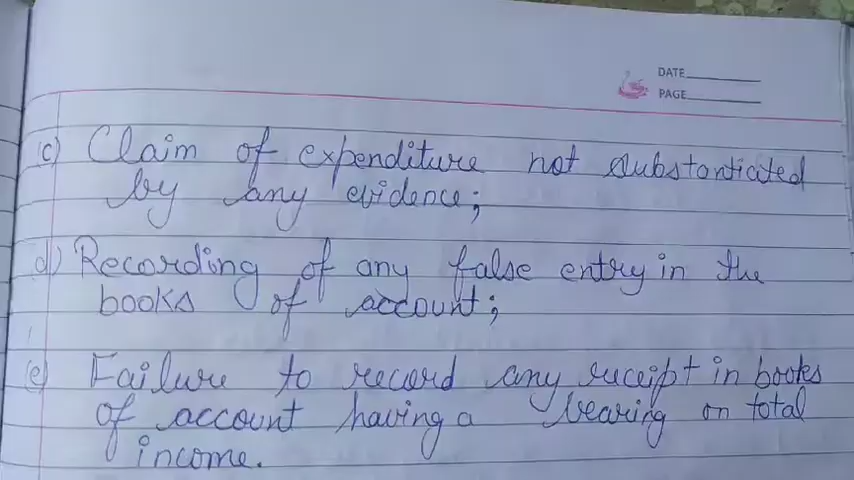 DATE
PAGE
(c) Claim of expenditure not substanticated
by any evidence;
d) Recording of any false entry in the
books of account;
(e) Failure to record any receipt in books
of account having a bearing on total
income.